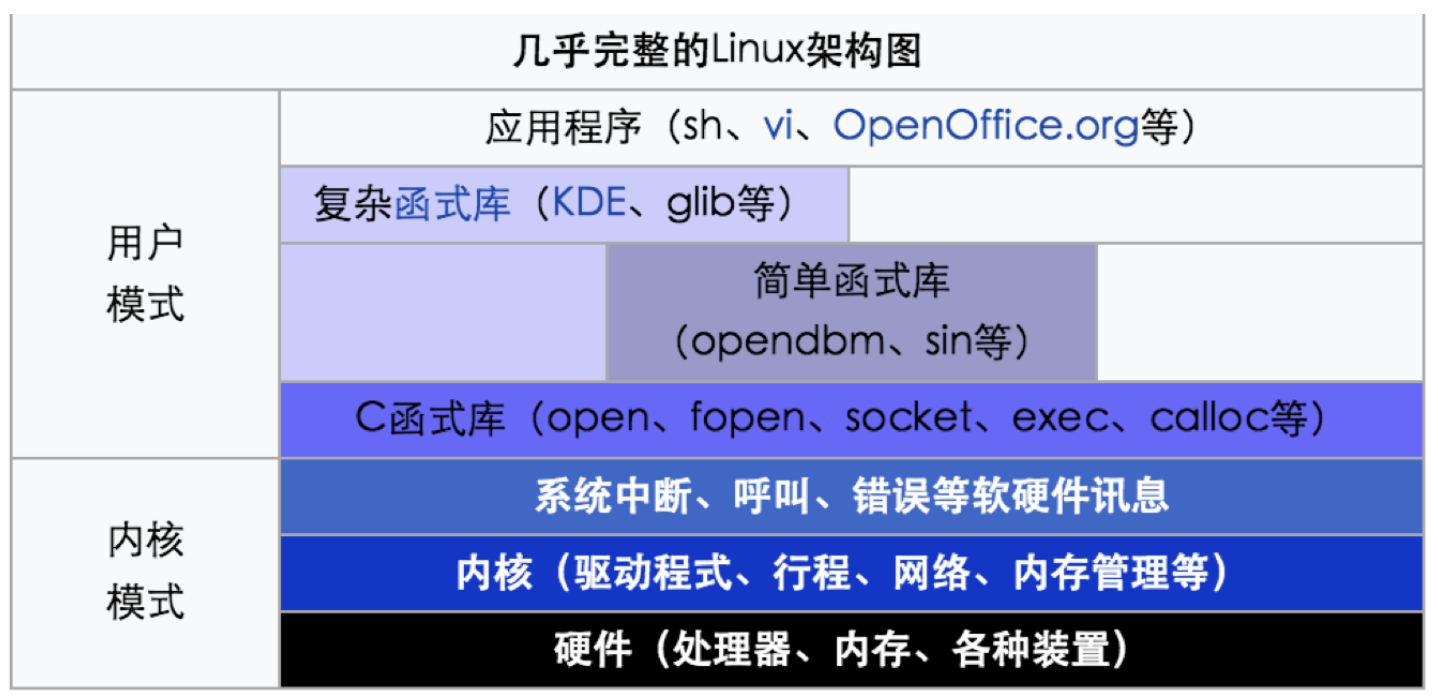 几乎完整的Linux架构图
应用程序（sh、vi、OpenOffice.org等）
复杂函式库（KDE、glib等）
用户
模式
简单函式库
（opendbm、sin等）
C函式库（open、fopen、socket、exec、calloc等）
系统中断、呼叫、错误等软硬件讯息
内核
模式
内核（驱动程式、行程、网络、内存管理等）
硬件（处理器、内存、各种装置）